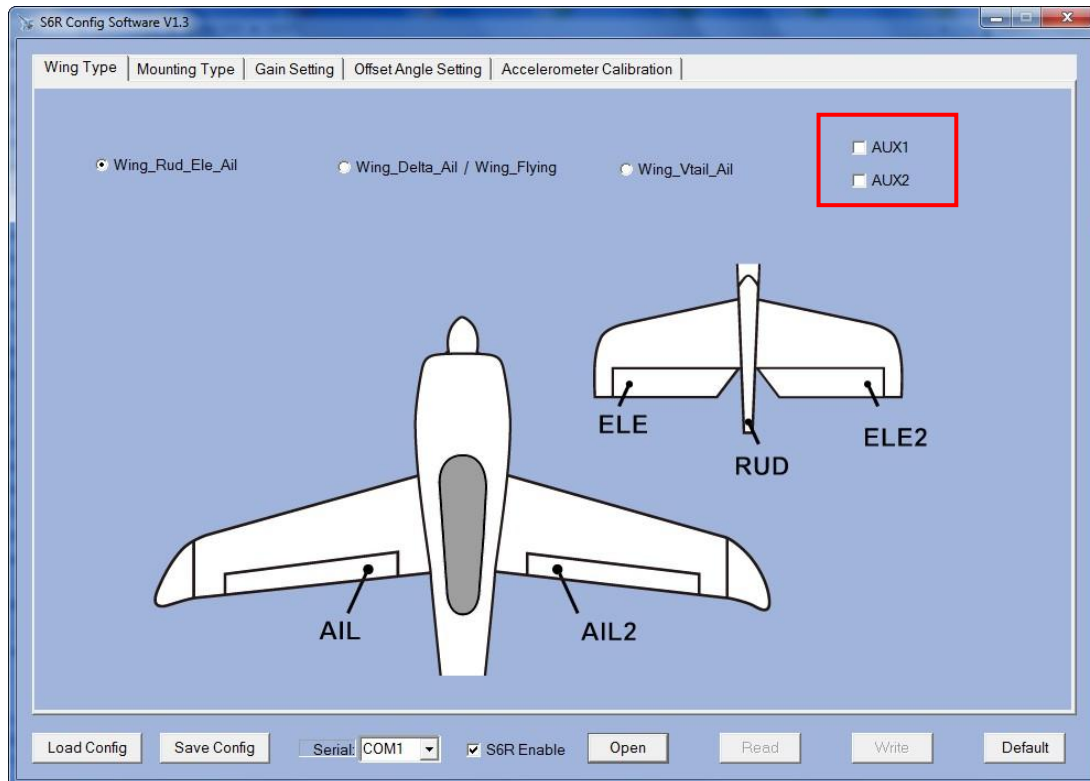 S6R Config Software V1.3
Wing Type Mounting Type Gain Setting Offset Angle Setting Accelerometer Calibration
Wing_Rud_Ele_Ail Wing_Delta_Ail / Wing_Flying Wing_Vtail_Ail
AUX1
AUX2
ELE RUD ELE2
AIL AIL2
Load Config Save Config Serial: COM1 S6R Enable Open Read Write Default